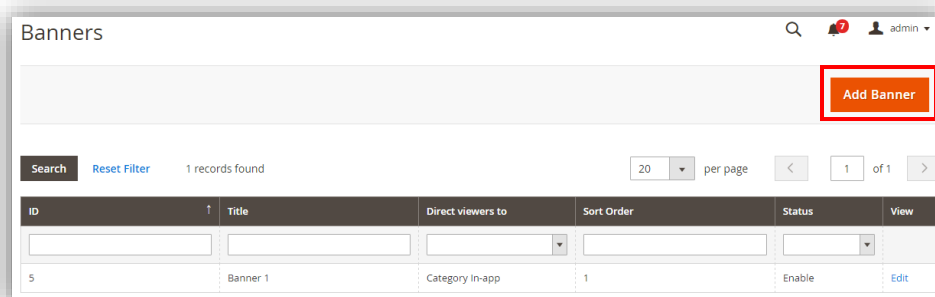 Banners 7 admin
Add Banner
Search Reset Filter 1 records found 20 per page 1 of 1
ID ↑ Title Direct viewers to Sort Order Status View
5 Banner 1 Category In-app 1 Enable Edit